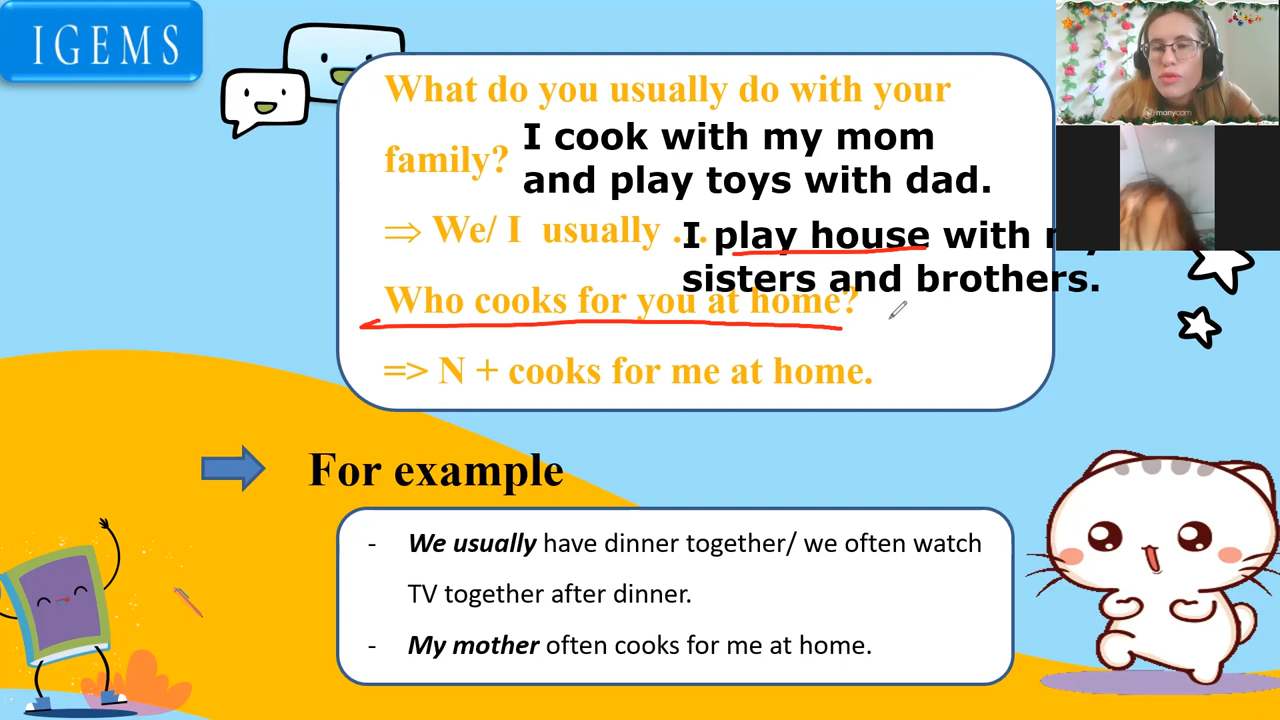 IGEMS
What do you usually do with your
family?
I cook with my mom
and play toys with dad.
⇒ We/ I usually ...
I play house with
sisters and brothers.
Who cooks for you at home?
=> N + cooks for me at home.
For example
- We usually have dinner together/ we often watch
TV together after dinner.
- My mother often cooks for me at home.
manycam